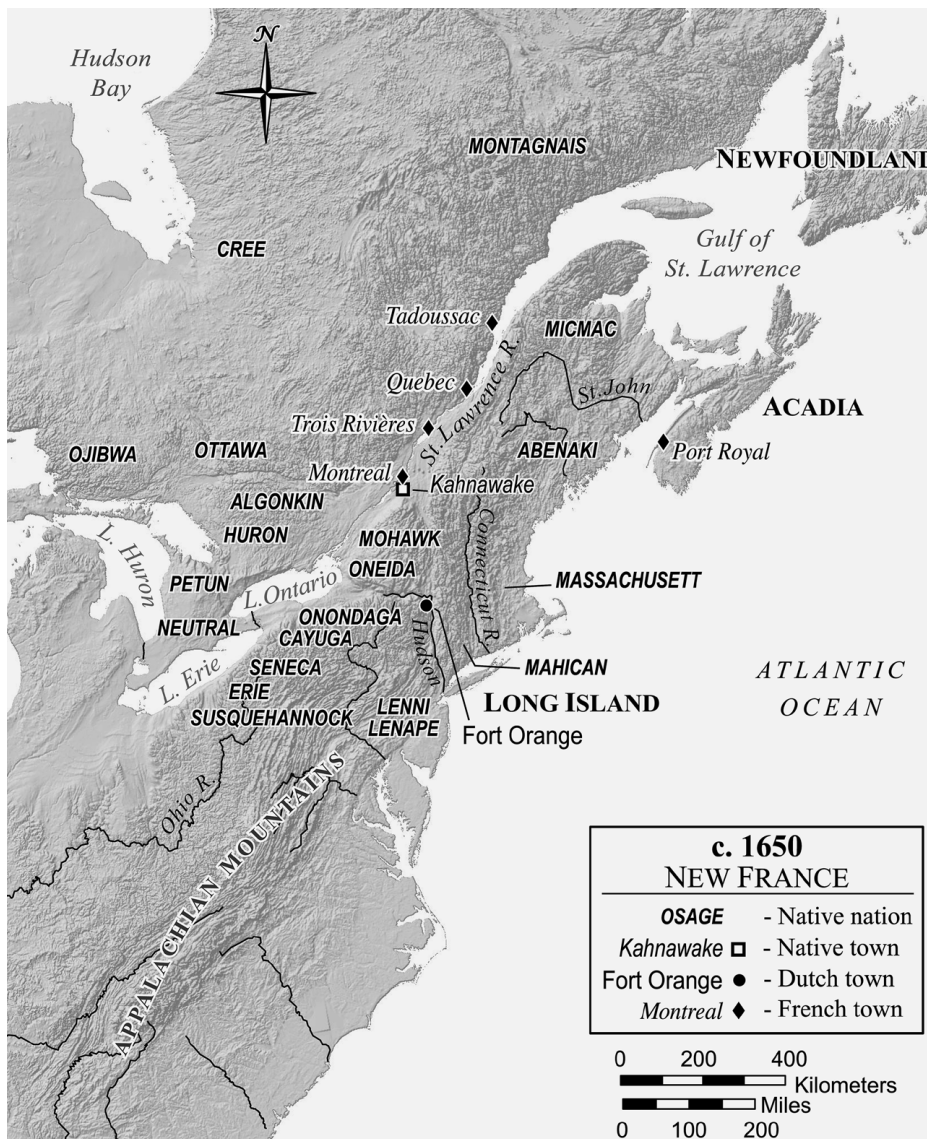 N
Hudson
Bay
MONTAGNAIS
NEWFOUNDLAND
CREE
Gulf of
St. Lawrence
Tadoussac
MICMAC
Quebec
St. Lawrence R.
St. John
ACADIA
Trois Rivières
OJIBWA
OTTAWA
ABENAKI
Port Royal
Montreal
Kahnawake
ALGONKIN
HURON
MOHAWK
L. Huron
Connecticut R.
PETUN
L. Ontario
ONEIDA
MASSACHUSETT
NEUTRAL
ONONDAGA
CAYUGA
Hudson
SENECA
MAHICAN
L. Erie
ERIE
SUSQUEHANNOCK
LENNI
LENAPE
LONG ISLAND
Fort Orange
ATLANTIC
OCEAN
Ohio R.
APPALACHIAN MOUNTAINS
c. 1650
NEW FRANCE
OSAGE - Native nation
Kahnawake - Native town
Fort Orange - Dutch town
Montreal - French town
0 200 400
Kilometers
Miles
0 100 200